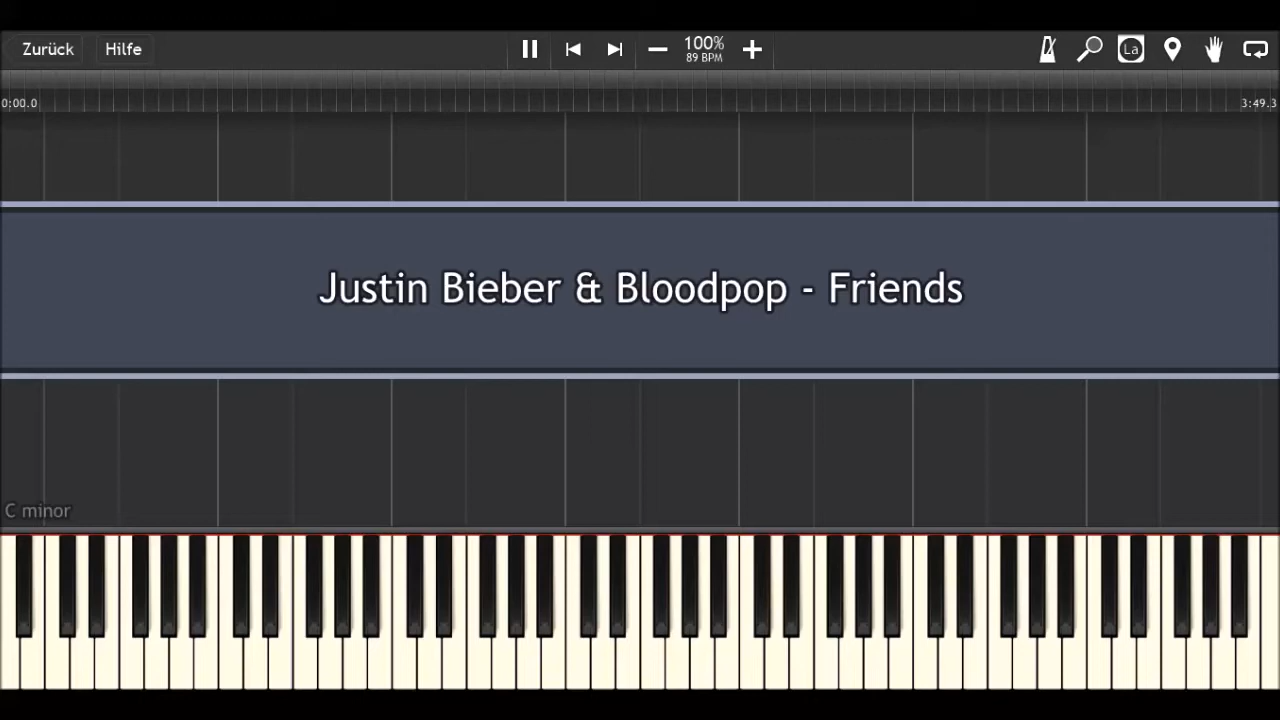 Zurück Hilfe 100% La
89 BPM
0:00.0 3:49.3
Justin Bieber & Bloodpop - Friends
C minor